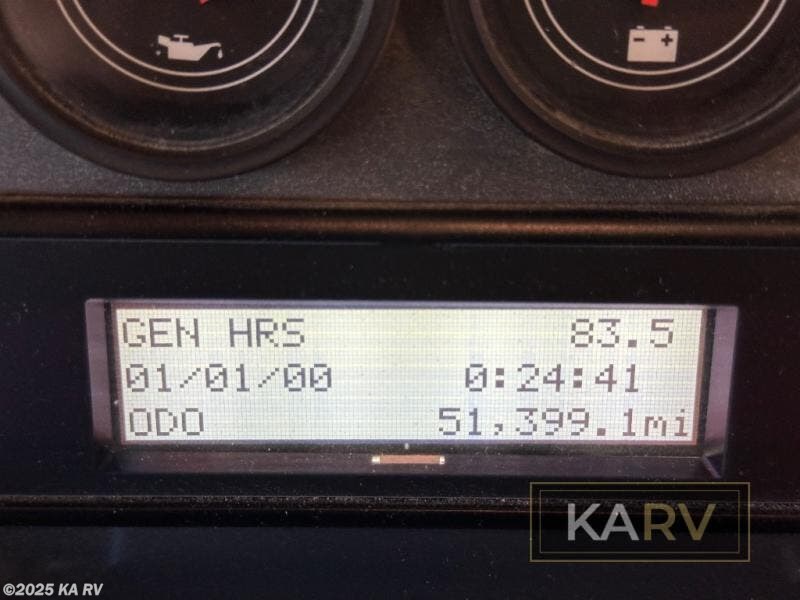 GEN HRS 83.5
01/01/00 0:24:41
ODO 51,399.1mi
KARV
©2025 KA RV